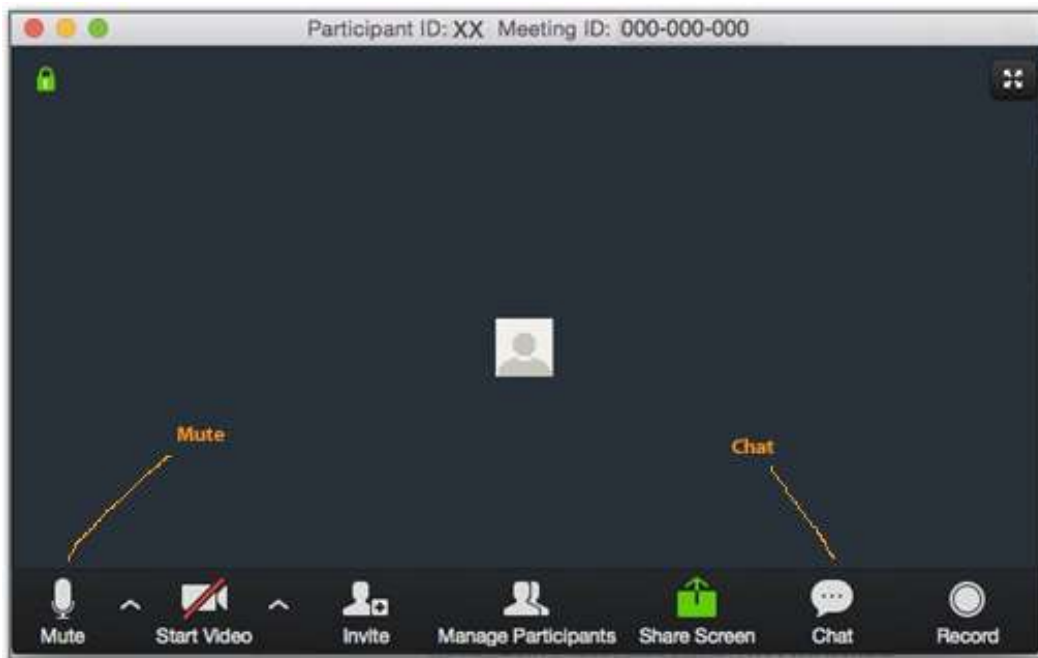 Participant ID: XX Meeting ID: 000-000-000
Mute
Chat
Mute Start Video Invite Manage Participants Share Screen Chat Record